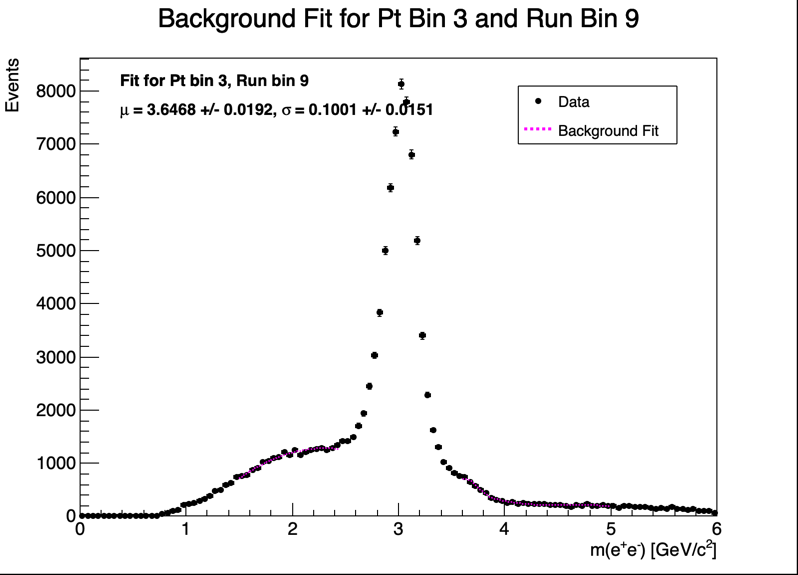 Background Fit for Pt Bin 3 and Run Bin 9
Events
Fit for Pt bin 3, Run bin 9
μ = 3.6468 +/- 0.0192, σ = 0.1001 +/- 0.0151
Data
Background Fit
8000
7000
6000
5000
4000
3000
2000
1000
0
0 1 2 3 4 5 6
m(e⁺e⁻) [GeV/c²]